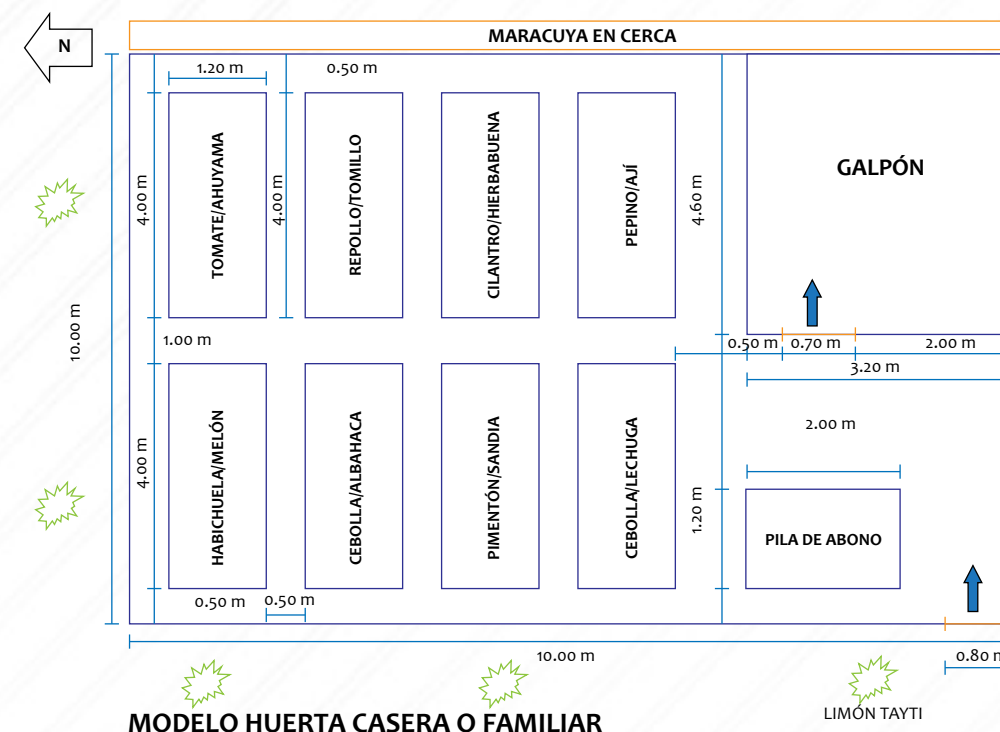 N
MARACUYA EN CERCA
1.20 m
0.50 m
4.00 m
TOMATE/AHUYAMA
4.00 m
REPOLLO/TOMILLO
CILANTRO/HIERBABUENA
PEPINO/AJÍ
4.60 m
GALPÓN
10.00 m
1.00 m
0.50 m
0.70 m
2.00 m
3.20 m
2.00 m
4.00 m
HABICHUELA/MELÓN
CEBOLLA/ALBAHACA
PIMENTÓN/SANDIA
CEBOLLA/LECHUGA
1.20 m
PILA DE ABONO
0.50 m
0.50 m
10.00 m
0.80 m
LIMÓN TAYTI
MODELO HUERTA CASERA O FAMILIAR